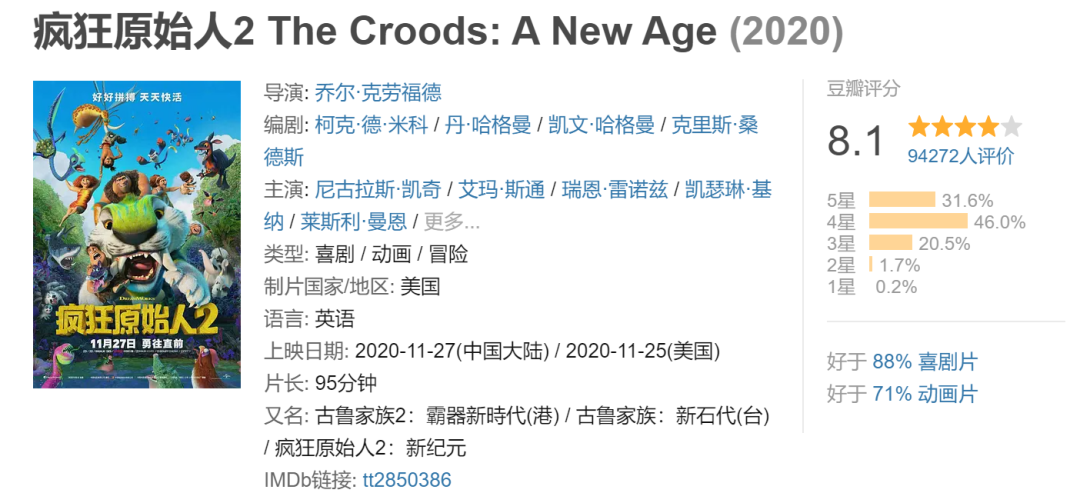 疯狂原始人2 The Croods: A New Age (2020)
好好拼搏 天天快活
DREAMWORKS
疯狂原始人2
11月27日 勇往直前
导演: 乔尔·克劳福德
编剧: 柯克·德·米科 / 丹·哈格曼 / 凯文·哈格曼 / 克里斯·桑
德斯
主演: 尼古拉斯·凯奇 / 艾玛·斯通 / 瑞恩·雷诺兹 / 凯瑟琳·基
纳 / 莱斯利·曼恩 / 更多...
类型: 喜剧 / 动画 / 冒险
制片国家/地区: 美国
语言: 英语
上映日期: 2020-11-27(中国大陆) / 2020-11-25(美国)
片长: 95分钟
又名: 古鲁家族2：霸器新時代(港) / 古鲁家族：新石代(台)
/ 疯狂原始人2：新纪元
IMDb链接: tt2850386
豆瓣评分
8.1
94272人评价
5星 31.6%
4星 46.0%
3星 20.5%
2星 1.7%
1星 0.2%
好于 88% 喜剧片
好于 71% 动画片